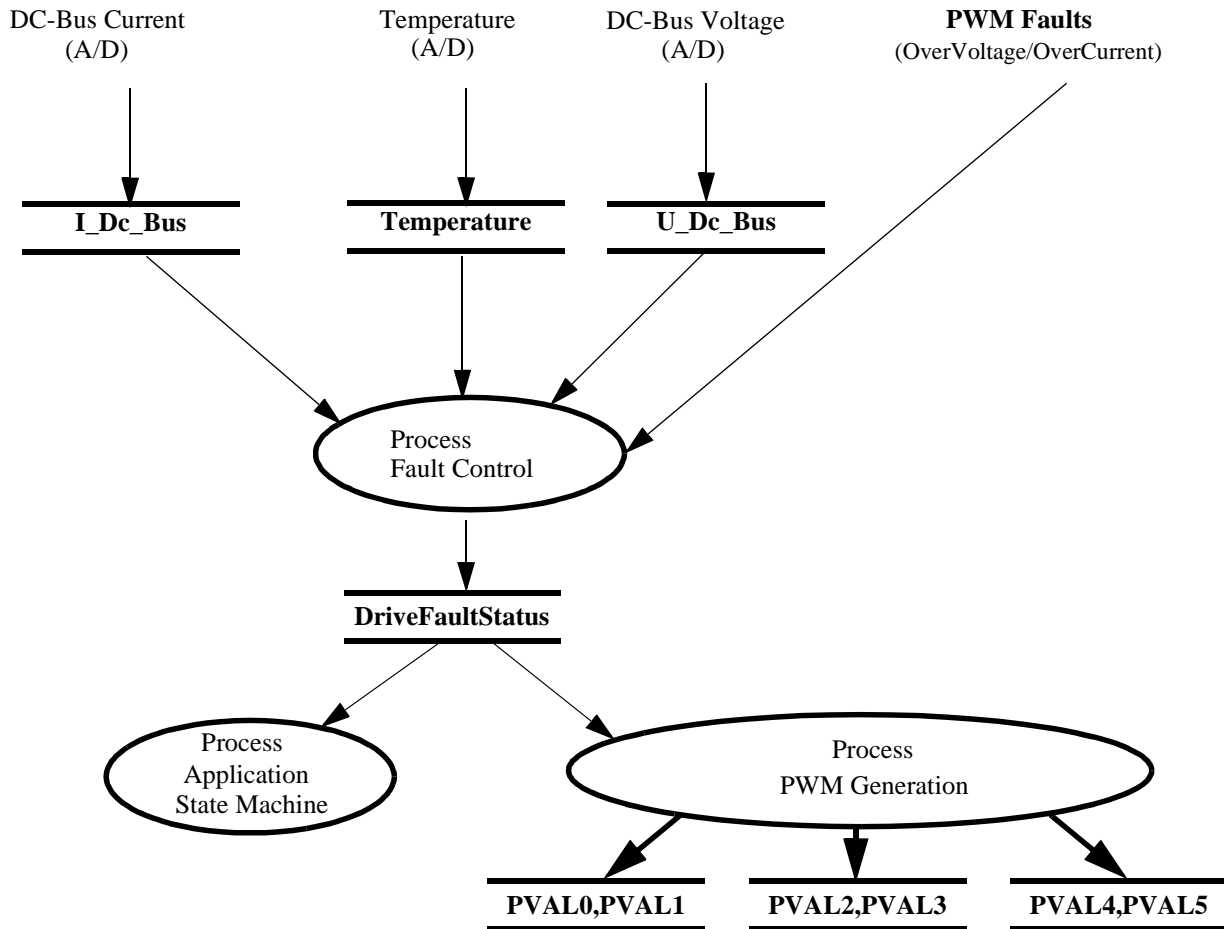 DC-Bus Current
(A/D)
Temperature
(A/D)
DC-Bus Voltage
(A/D)
PWM Faults
(OverVoltage/OverCurrent)
I_Dc_Bus
Temperature
U_Dc_Bus
Process
Fault Control
DriveFaultStatus
Process
Application
State Machine
Process
PWM Generation
PVAL0,PVAL1
PVAL2,PVAL3
PVAL4,PVAL5